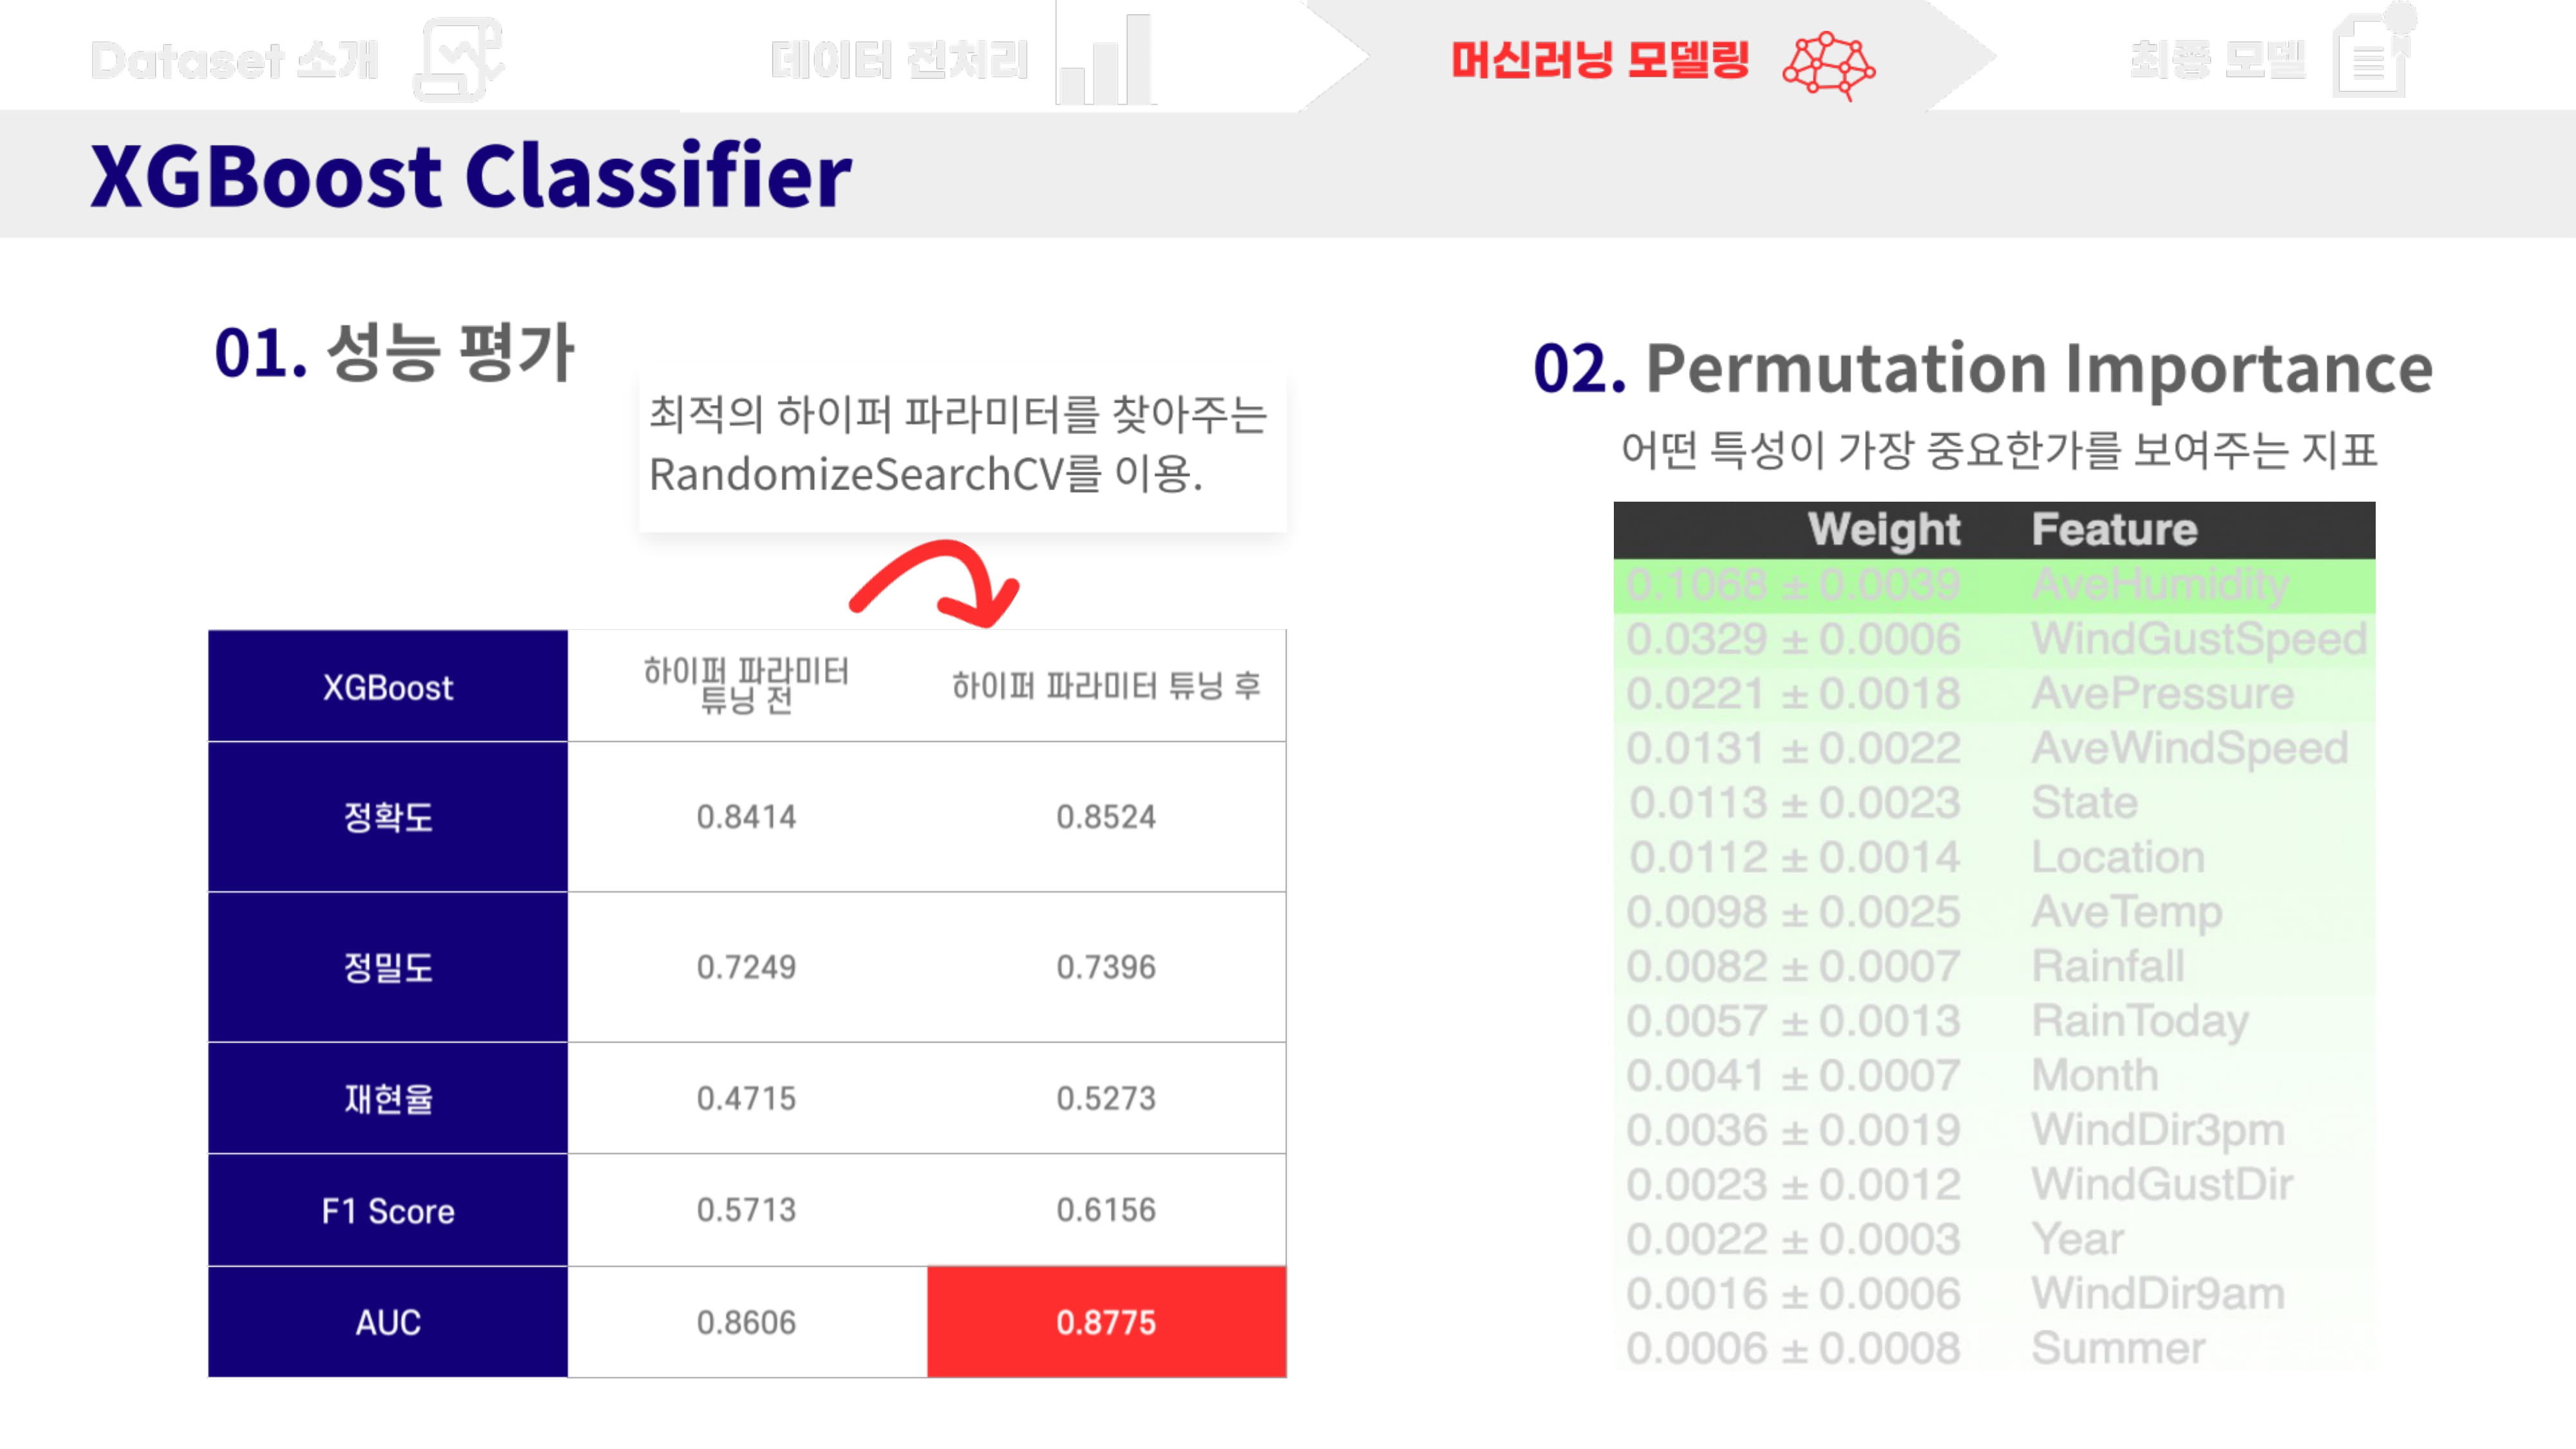 Dataset 소개
데이터 전처리
머신러닝 모델링
최종 모델
XGBoost Classifier
01. 성능 평가
최적의 하이퍼 파라미터를 찾아주는
RandomizeSearchCV를 이용.
XGBoost 하이퍼 파라미터 튜닝 전 하이퍼 파라미터 튜닝 후
정확도 0.8414 0.8524
정밀도 0.7249 0.7396
재현율 0.4715 0.5273
F1 Score 0.5713 0.6156
AUC 0.8606 0.8775
02. Permutation Importance
어떤 특성이 가장 중요한가를 보여주는 지표
Weight Feature
0.1068 ± 0.0039 AveHumidity
0.0329 ± 0.0006 WindGustSpeed
0.0221 ± 0.0018 AvePressure
0.0131 ± 0.0022 AveWindSpeed
0.0113 ± 0.0023 State
0.0112 ± 0.0014 Location
0.0098 ± 0.0025 AveTemp
0.0082 ± 0.0007 Rainfall
0.0057 ± 0.0013 RainToday
0.0041 ± 0.0007 Month
0.0036 ± 0.0019 WindDir3pm
0.0023 ± 0.0012 WindGustDir
0.0022 ± 0.0003 Year
0.0016 ± 0.0006 WindDir9am
0.0006 ± 0.0008 Summer